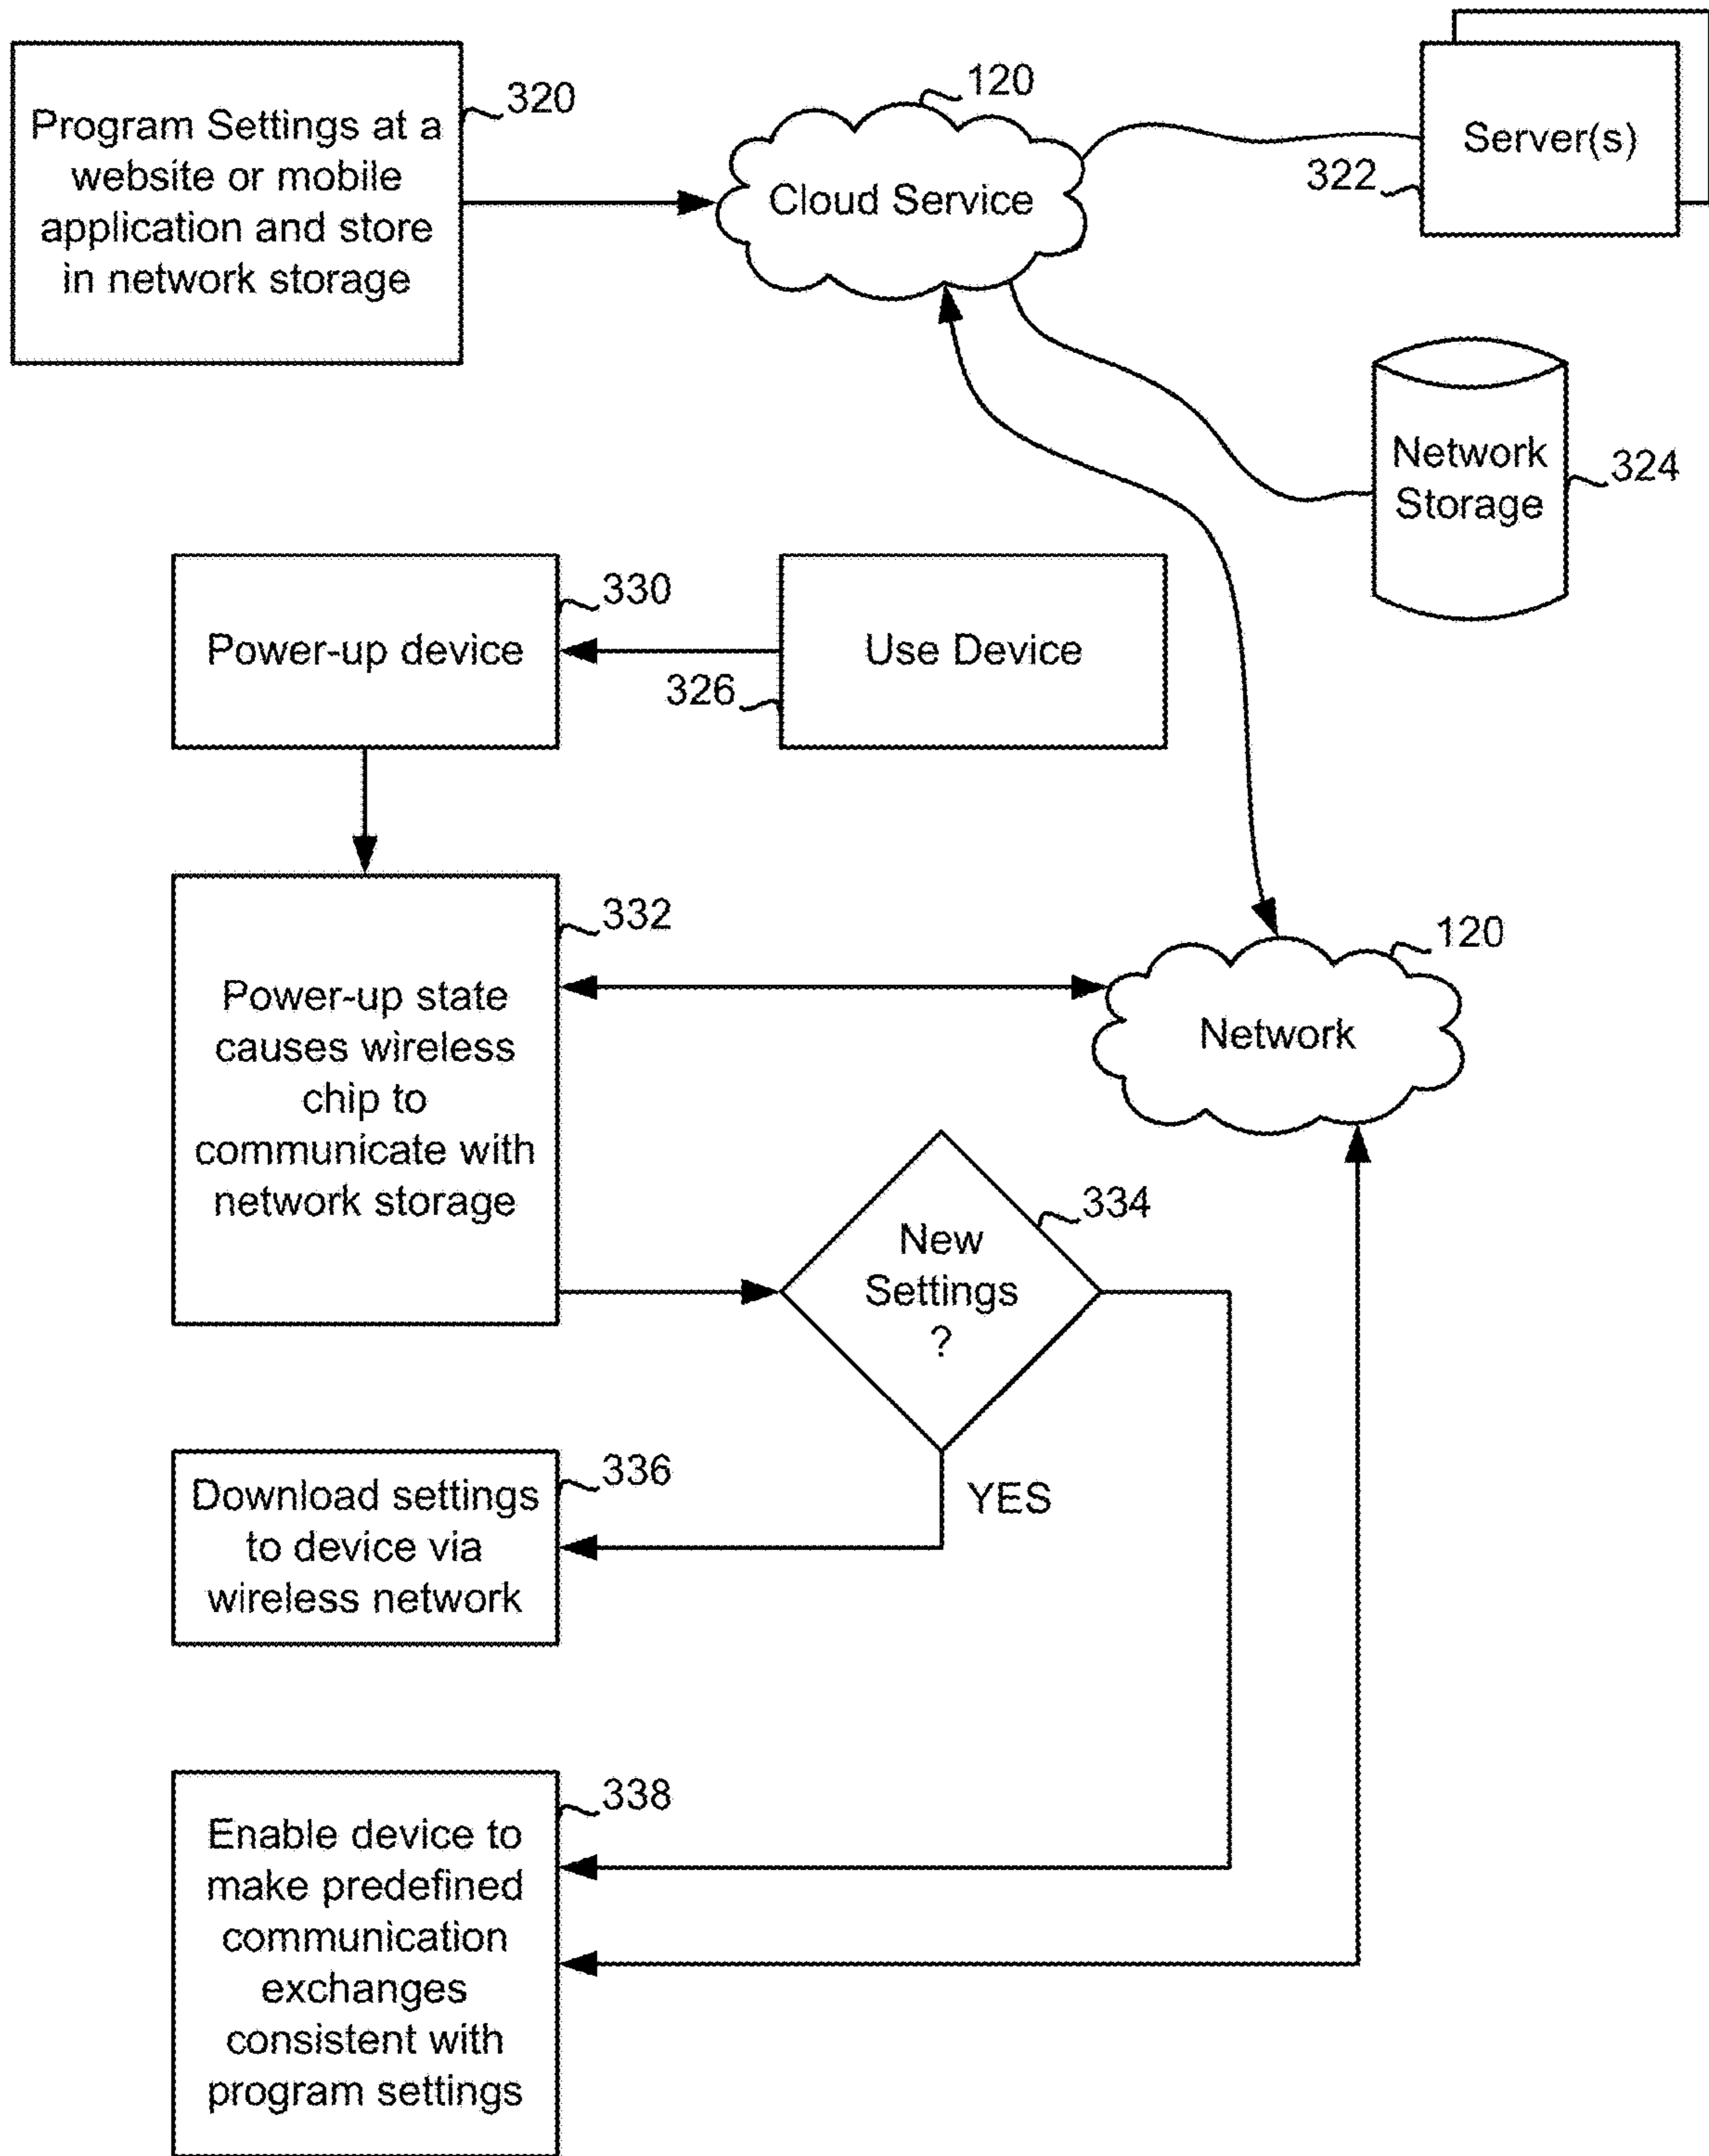 Program Settings at a
website or mobile
application and store
in network storage
320
120
Cloud Service
Server(s)
322
Network
Storage
324
330
Power-up device
Use Device
326
332
Power-up state
causes wireless
chip to
communicate with
network storage
120
Network
334
New
Settings
?
YES
336
Download settings
to device via
wireless network
338
Enable device to
make predefined
communication
exchanges
consistent with
program settings